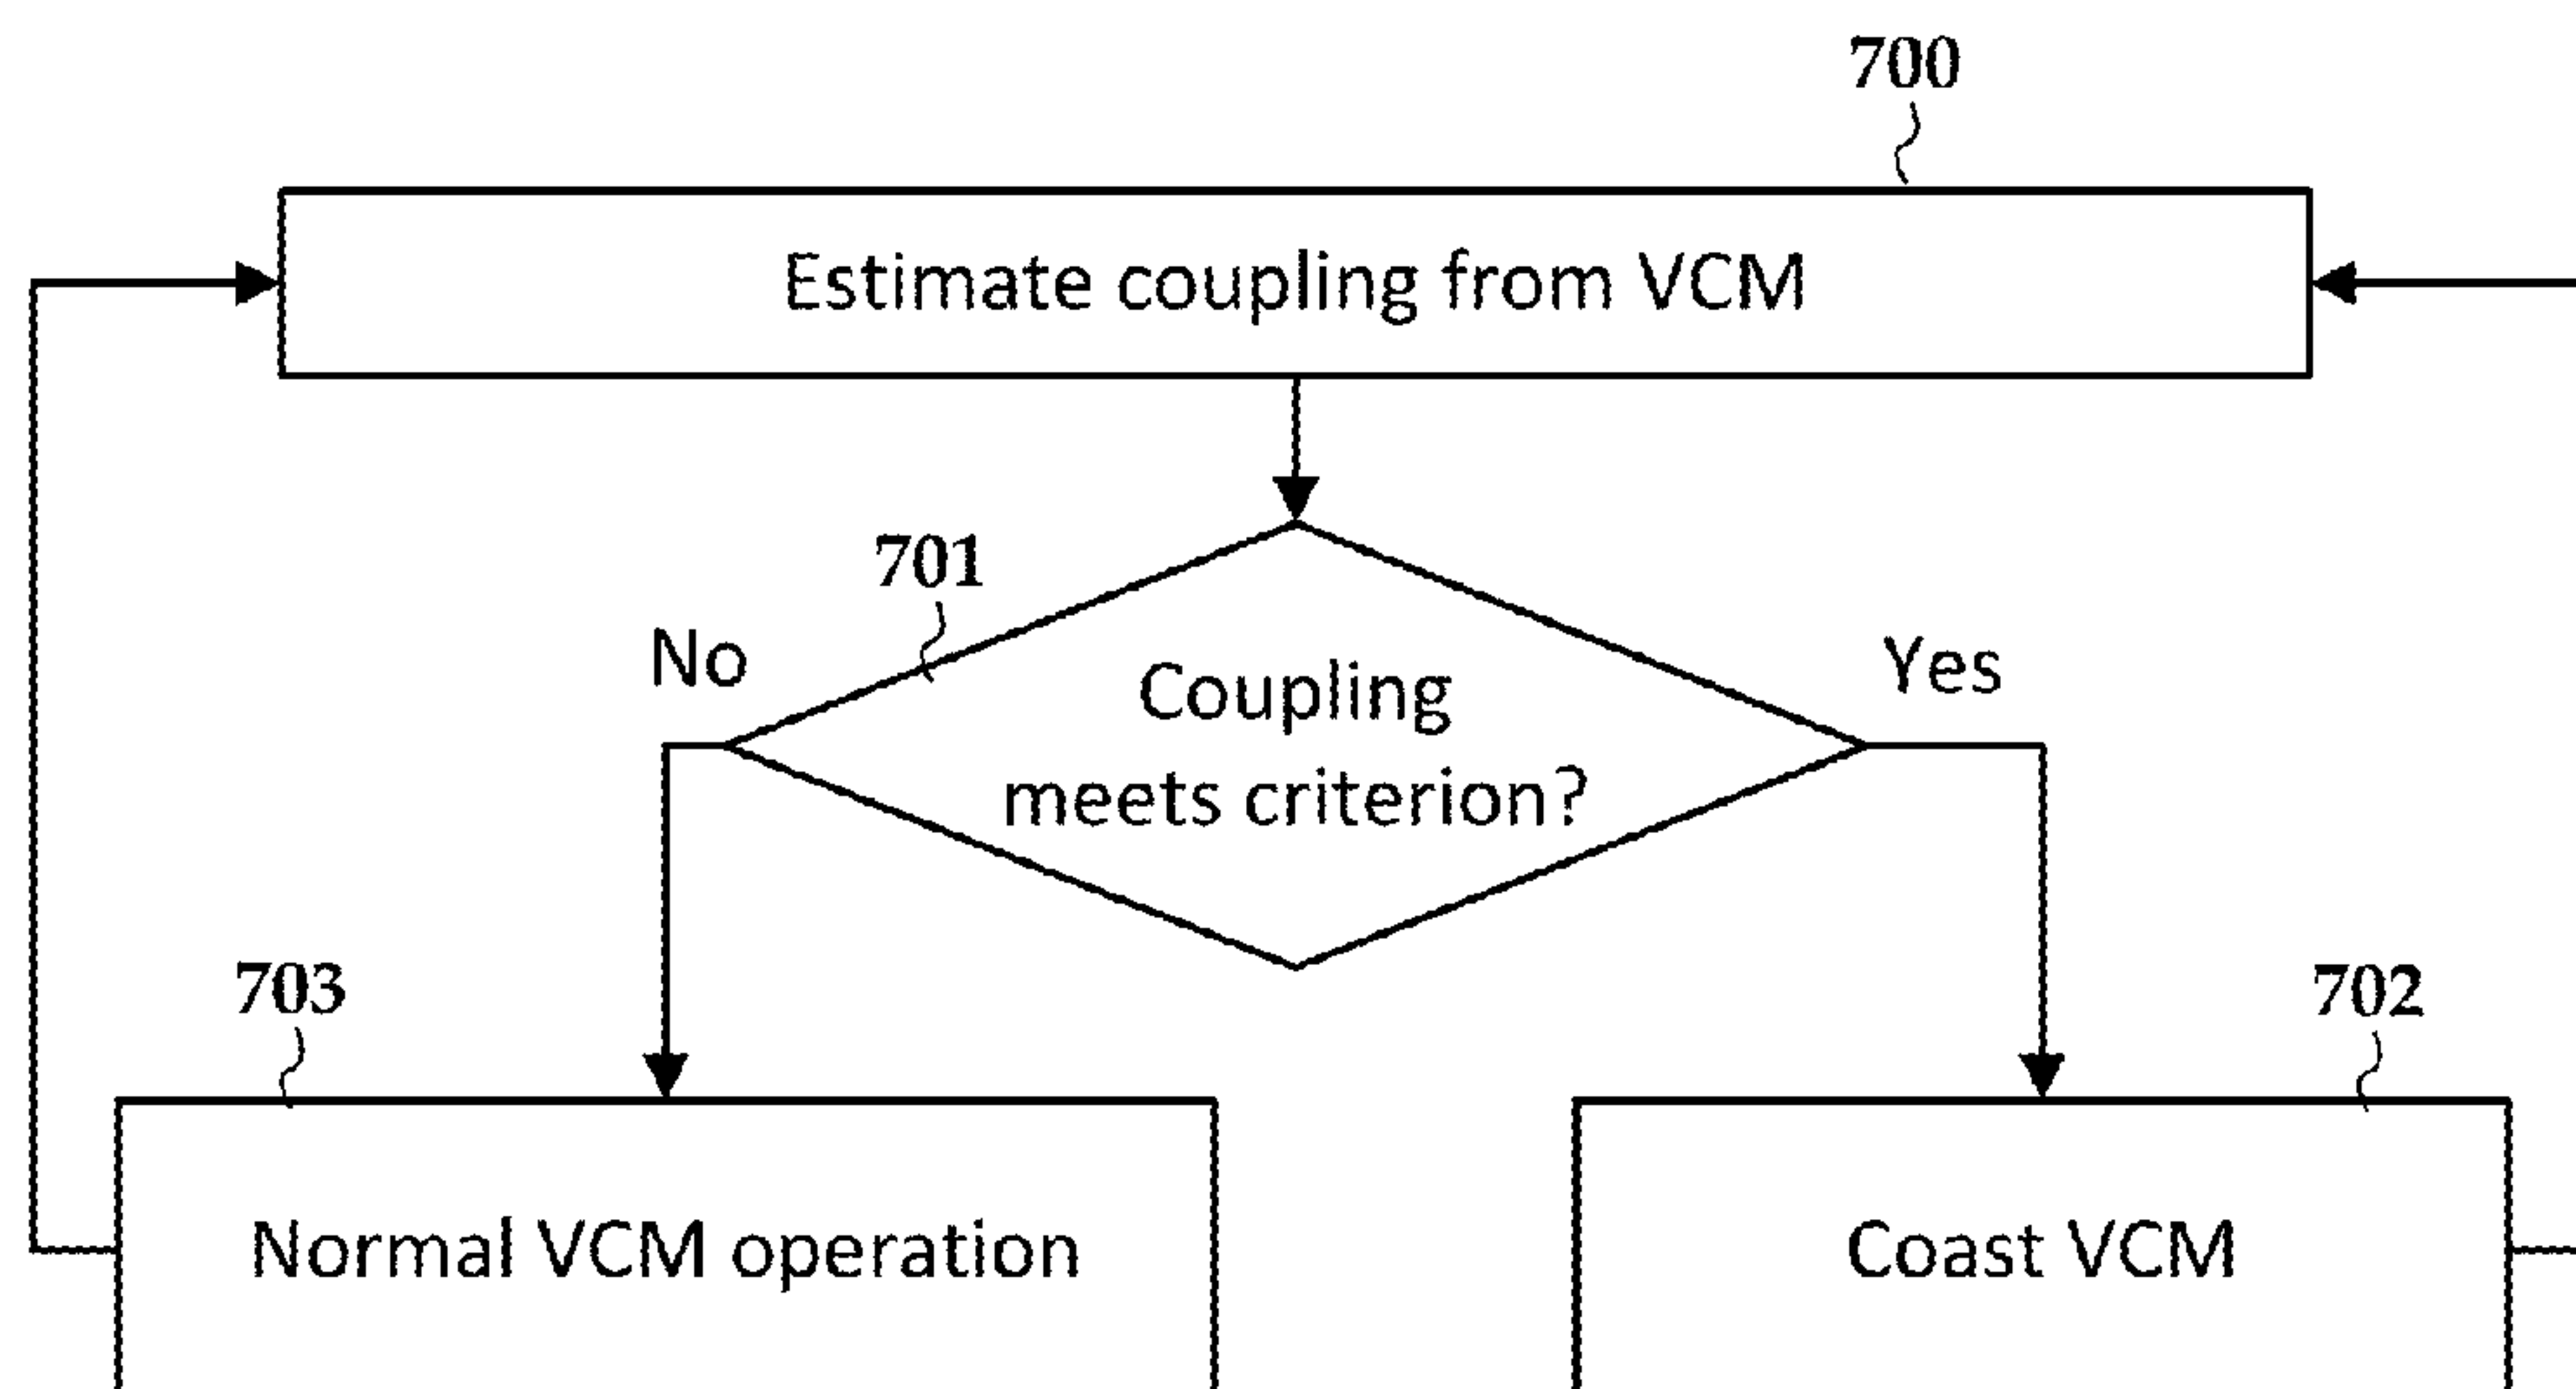 700
Estimate coupling from VCM
701
No
Yes
Coupling
meets criterion?
703
702
Normal VCM operation
Coast VCM